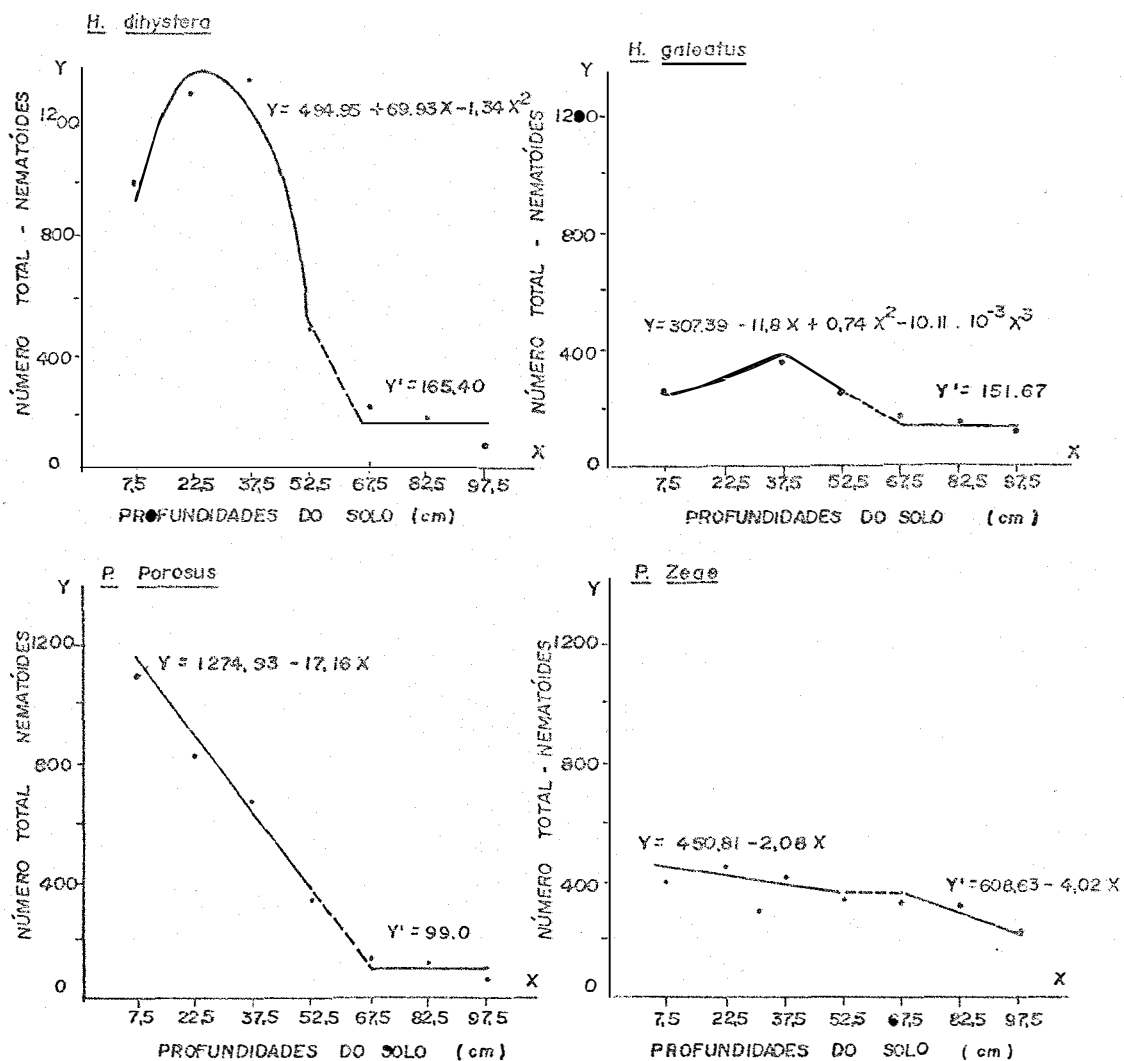 H. dihystera
Y
NÚMERO TOTAL - NEMATÓIDES
1200
800
400
0
Y = 494.95 + 69.93 X - 1,34 X²
Y' = 165,40
X
7,5 22,5 37,5 52,5 67,5 82,5 97,5
PROFUNDIDADES DO SOLO (cm)
H. galeatus
Y
NÚMERO TOTAL - NEMATÓIDES
1200
800
400
0
Y = 307.39 - 11,8 X + 0,74 X² - 10.11 . 10⁻³ X³
Y' = 151.67
X
7,5 22,5 37,5 52,5 67,5 82,5 97,5
PROFUNDIDADES DO SOLO (cm)
P. Porosus
Y
NÚMERO TOTAL NEMATÓIDES
1200
800
400
0
Y = 1274,93 - 17,16 X
Y' = 99.0
X
7,5 22,5 37,5 52,5 67,5 82,5 97,5
PROFUNDIDADES DO SOLO (cm)
P. Zeae
Y
NÚMERO TOTAL - NEMATÓIDES
1200
800
400
0
Y = 450,81 - 2,08 X
Y' = 608,63 - 4,02 X
X
7,5 22,5 37,5 52,5 67,5 82,5 97,5
PROFUNDIDADES DO SOLO (cm)